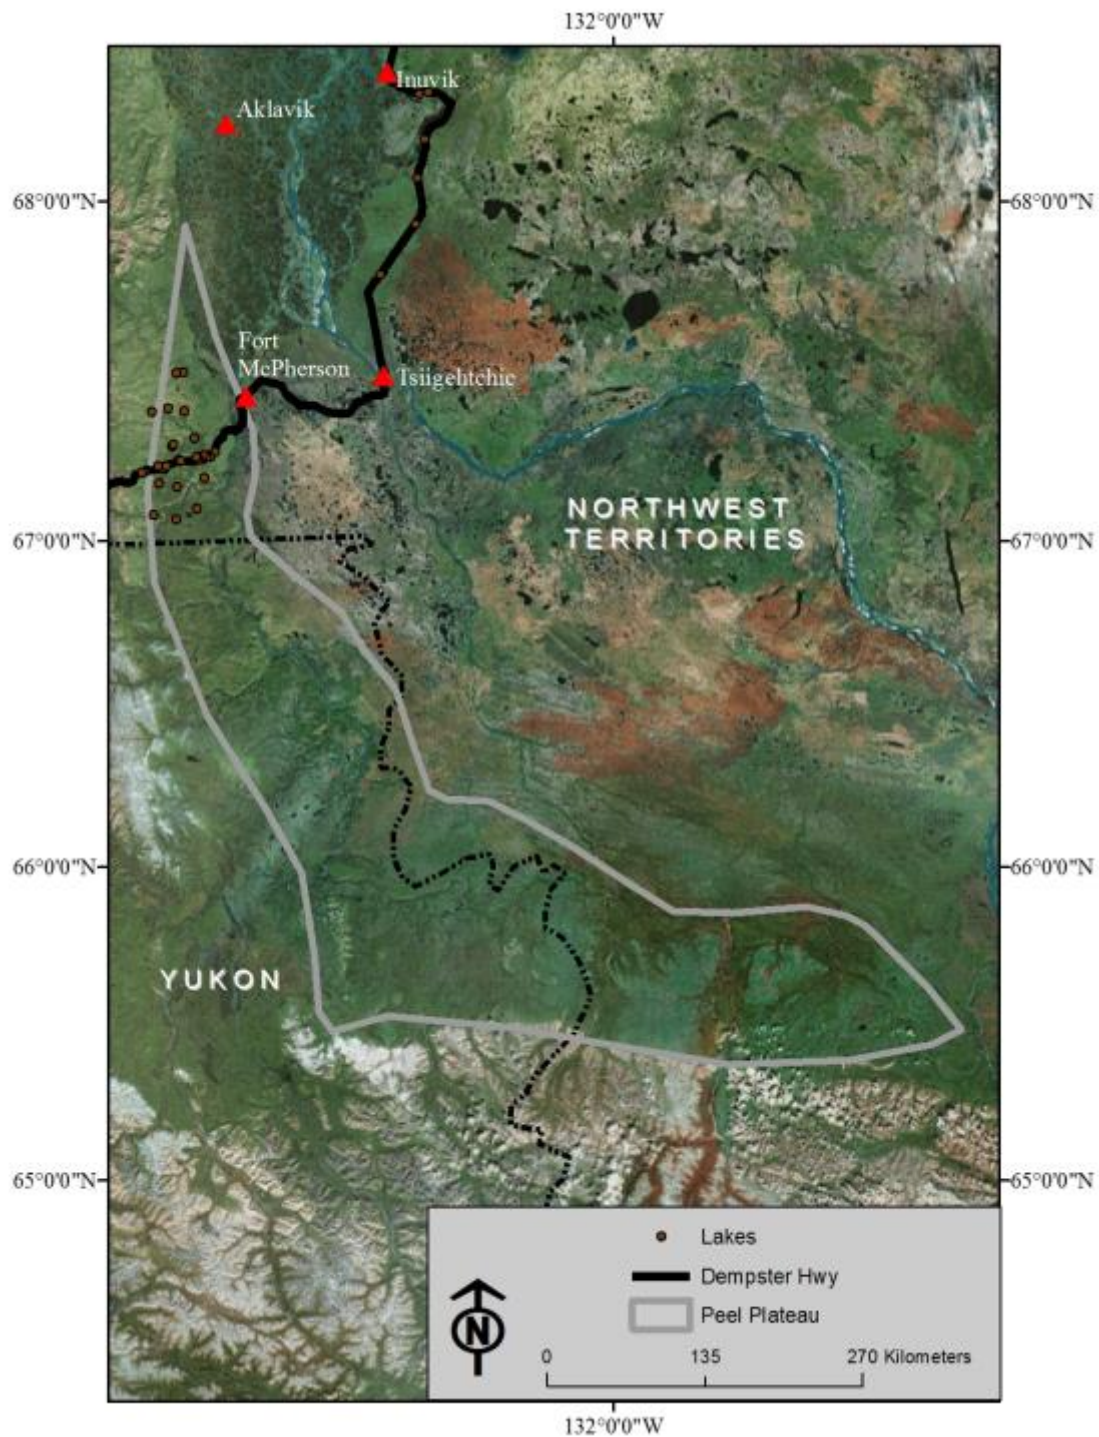 132°0'0"W
Inuvik
Aklavik
68°0'0"N
68°0'0"N
Fort
McPherson
Tsiigehtchic
NORTHWEST
TERRITORIES
67°0'0"N
67°0'0"N
66°0'0"N
66°0'0"N
YUKON
65°0'0"N
65°0'0"N
Lakes
Dempster Hwy
Peel Plateau
N
0 135 270 Kilometers
132°0'0"W